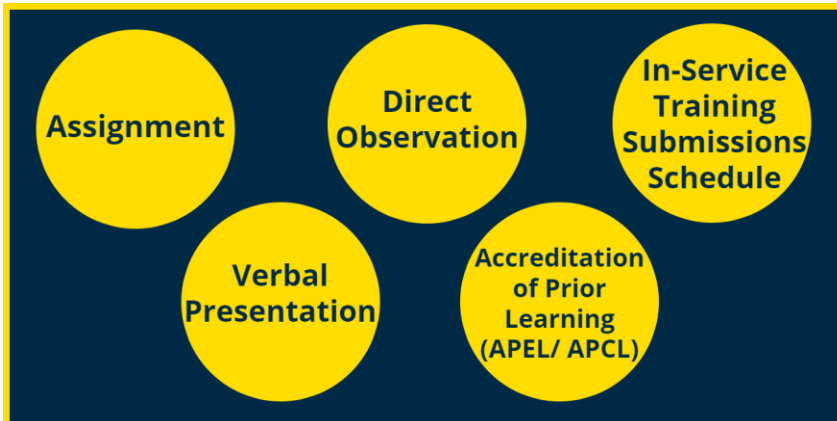 Assignment
Direct
Observation
In-Service
Training
Submissions
Schedule
Verbal
Presentation
Accreditation
of Prior
Learning
(APEL/ APCL)